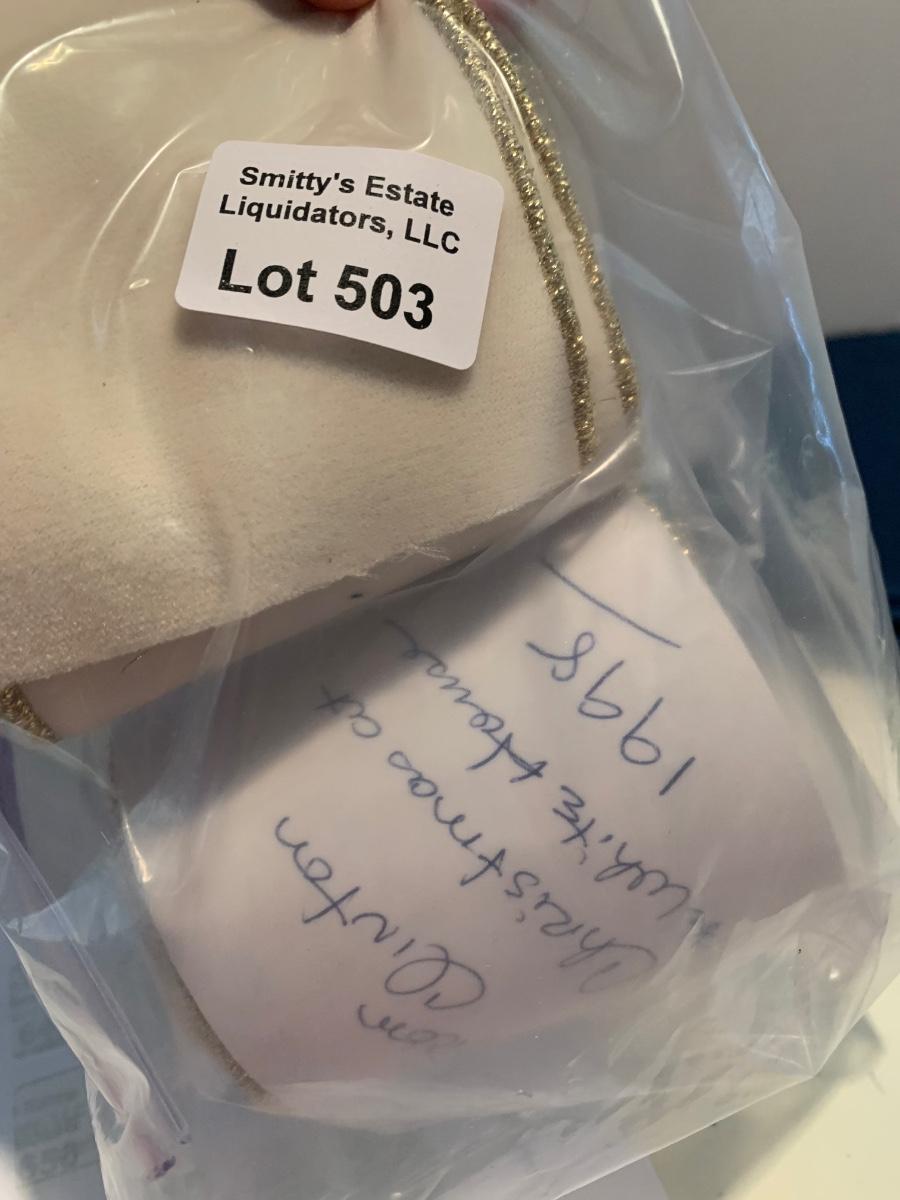 Smitty's Estate
Liquidators, LLC
Lot 503
Clinton
Christmas at
White House
1998